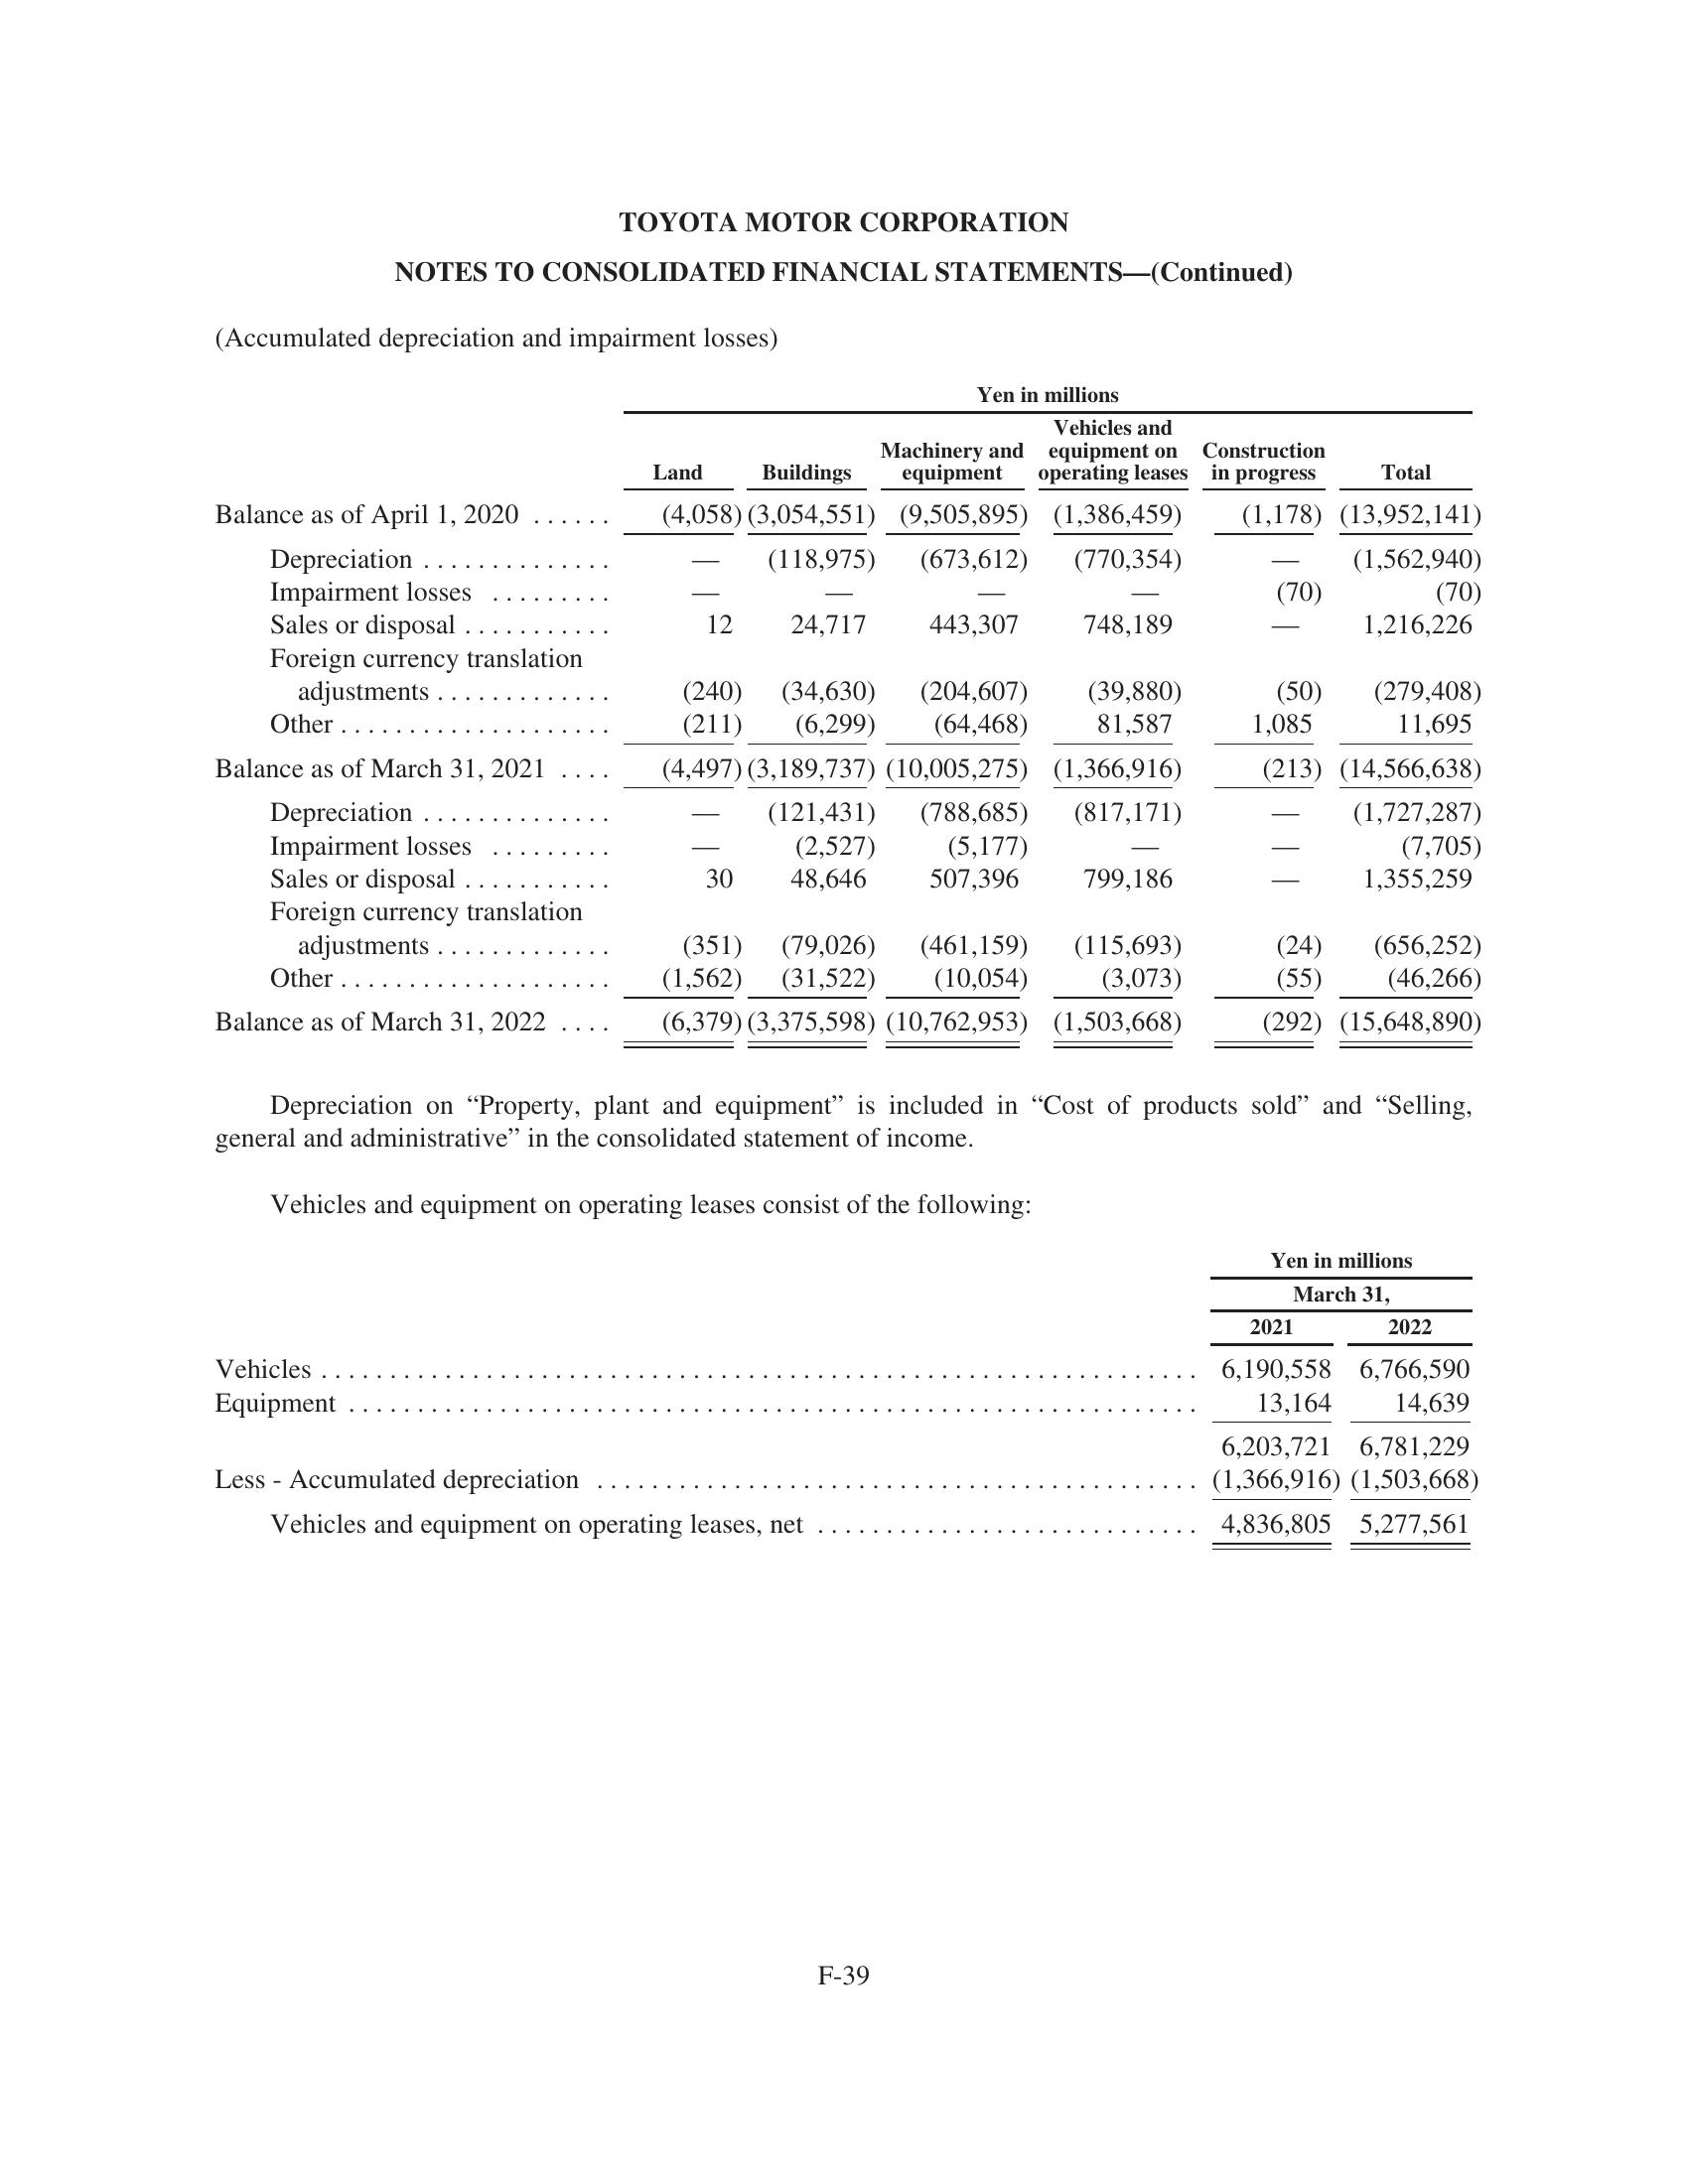 TOYOTA MOTOR CORPORATION
NOTES TO CONSOLIDATED FINANCIAL STATEMENTS—(Continued)
(Accumulated depreciation and impairment losses)
Yen in millions
Land Buildings Machinery and equipment Vehicles and equipment on operating leases Construction in progress Total
Balance as of April 1, 2020 ...... (4,058) (3,054,551) (9,505,895) (1,386,459) (1,178) (13,952,141)
Depreciation .............. — (118,975) (673,612) (770,354) — (1,562,940)
Impairment losses ......... — — — — (70) (70)
Sales or disposal ........... 12 24,717 443,307 748,189 — 1,216,226
Foreign currency translation
adjustments ............. (240) (34,630) (204,607) (39,880) (50) (279,408)
Other .................... (211) (6,299) (64,468) 81,587 1,085 11,695
Balance as of March 31, 2021 .... (4,497) (3,189,737) (10,005,275) (1,366,916) (213) (14,566,638)
Depreciation .............. — (121,431) (788,685) (817,171) — (1,727,287)
Impairment losses ......... — (2,527) (5,177) — — (7,705)
Sales or disposal ........... 30 48,646 507,396 799,186 — 1,355,259
Foreign currency translation
adjustments ............. (351) (79,026) (461,159) (115,693) (24) (656,252)
Other .................... (1,562) (31,522) (10,054) (3,073) (55) (46,266)
Balance as of March 31, 2022 .... (6,379) (3,375,598) (10,762,953) (1,503,668) (292) (15,648,890)
Depreciation on “Property, plant and equipment” is included in “Cost of products sold” and “Selling,
general and administrative” in the consolidated statement of income.
Vehicles and equipment on operating leases consist of the following:
Yen in millions
March 31,
2021 2022
Vehicles ................................................................ 6,190,558 6,766,590
Equipment .............................................................. 13,164 14,639
6,203,721 6,781,229
Less - Accumulated depreciation ............................................ (1,366,916) (1,503,668)
Vehicles and equipment on operating leases, net ............................ 4,836,805 5,277,561
F-39